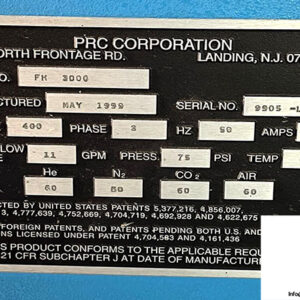 PRC CORPORATION
NORTH FRONTAGE RD. LANDING, N.J. 07
O. FH 3000
CTURED MAY 1999 SERIAL NO. 9905 -L
400 PHASE 3 HZ 50 AMPS
LOW 11 GPM PRESS. 75 PSI TEMP
He N₂ CO₂ AIR
60 50 60 60
CTED BY UNITED STATES PATENTS 5,377,216, 4,856,007,
3, 4,777,639, 4,752,669, 4,704,719, 4,692,928 AND 4,622,675
FOREIGN PATENTS, AND PATENTS PENDING BOTH U.S. AND
NS LICENSED UNDER PATENT 4,704,583 AND 4,161,436
S PRODUCT CONFORMS TO THE APPLICABLE REQU
21 CFR SUBCHAPTER J AT DATE OF MANUFACT